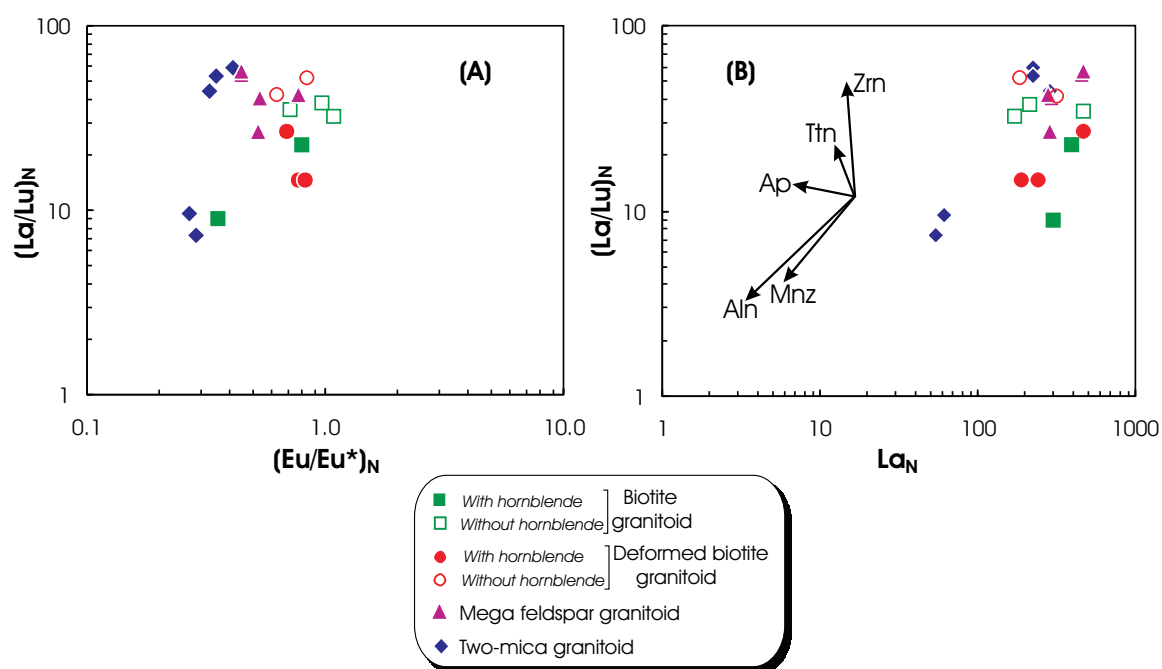 100
(A)
10
1
(La/Lu)N
0.1
1.0
10.0
(Eu/Eu*)N
100
(B)
Zrn
Ttn
Ap
Mnz
Aln
10
1
(La/Lu)N
1
10
100
1000
LaN
With hornblende
Without hornblende
Biotite
granitoid
With hornblende
Without hornblende
Deformed biotite
granitoid
Mega feldspar granitoid
Two-mica granitoid